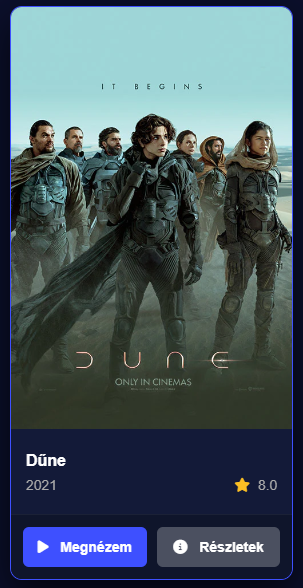 IT BEGINS
DUNE
ONLY IN CINEMAS
Dűne
2021
8.0
Megnézem
Részletek